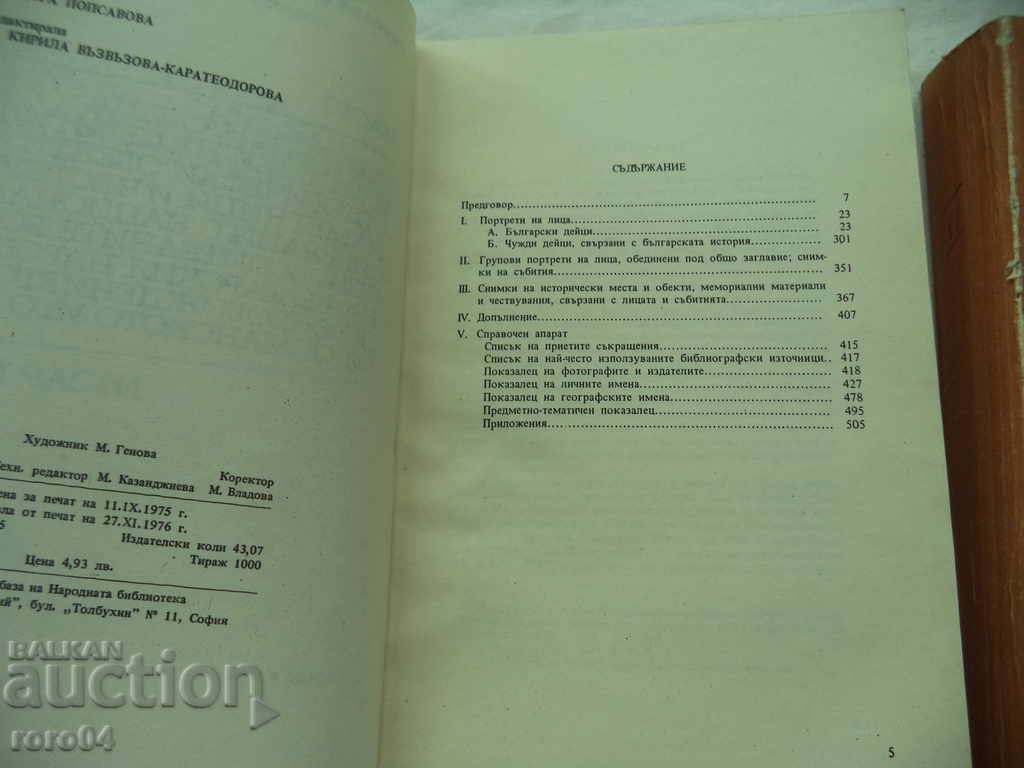 ПОПСАВОВА
КИРИЛА ВЪЗВЪЗОВА-КАРАТЕОДОРОВА
Художник М. Генова
Коректор
редактор М. Казанджиева М. Владова
за печат на 11.IX.1975 г.
от печат на 27.XI.1976 г.
Издателски коли 43,07
Цена 4,93 лв. Тираж 1000
база на Народната библиотека
бул. „Толбухин" № 11, София
СЪДЪРЖАНИЕ
Предговор 7
I. Портрети на лица 23
А. Български дейци 23
Б. Чужди дейци, свързани с българската история 301
II. Групови портрети на лица, обединени под общо заглавие; сним-
ки на събития 351
III. Снимки на исторически места и обекти, мемориални материали
и чествувания, свързани с лицата и събитията 367
IV. Допълнение 407
V. Справочен апарат
Списък на приетите съкращения 415
Списък на най-често използуваните библиографски източници 417
Показалец на фотографите и издателите 418
Показалец на личните имена 427
Показалец на географските имена 478
Предметно-тематичен показалец 495
Приложения 505
5
BALKAN
auction
roro04